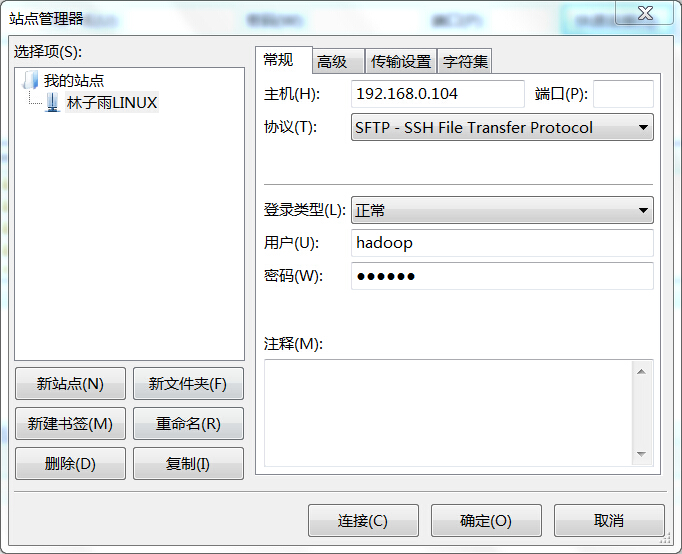 站点管理器
选择项(S):
我的站点
林子雨LINUX
新站点(N)
新文件夹(F)
新建书签(M)
重命名(R)
删除(D)
复制(I)
常规
高级
传输设置
字符集
主机(H):
192.168.0.104
端口(P):
协议(T):
SFTP - SSH File Transfer Protocol
登录类型(L):
正常
用户(U):
hadoop
密码(W):
●●●●●●
注释(M):
连接(C)
确定(O)
取消